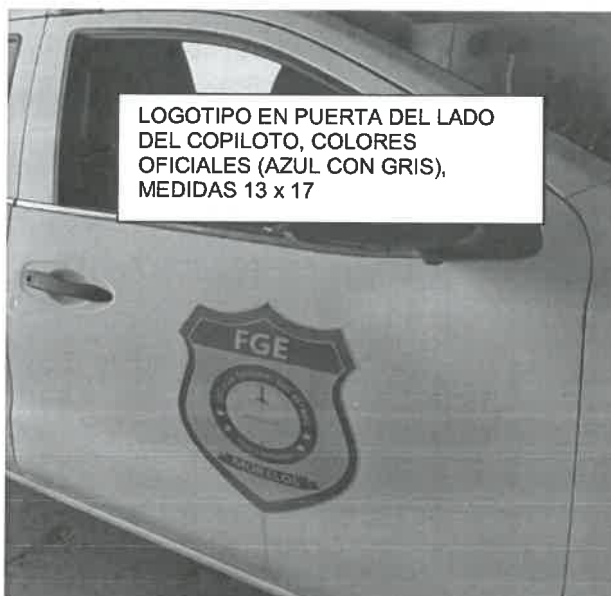 LOGOTIPO EN PUERTA DEL LADO
DEL COPILOTO, COLORES
OFICIALES (AZUL CON GRIS),
MEDIDAS 13 x 17
FGE
MORELOS